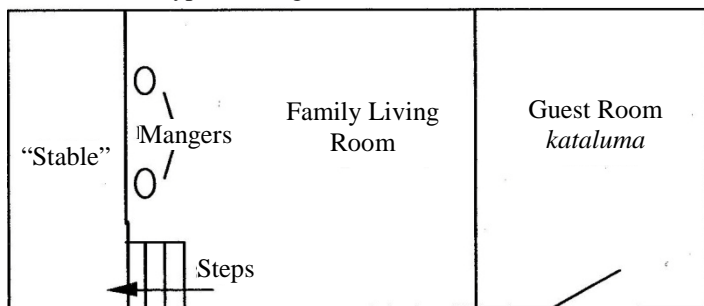 "Stable"
Mangers
Family Living
Room
Guest Room
kataluma
Steps